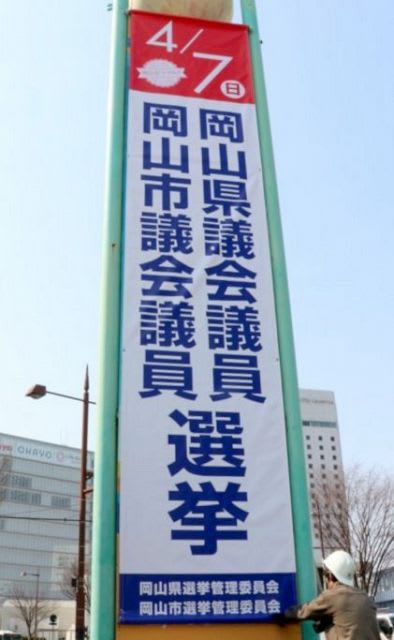 4/7㊐
岡山県議会議員
岡山市議会議員
選挙
岡山県選挙管理委員会
岡山市選挙管理委員会